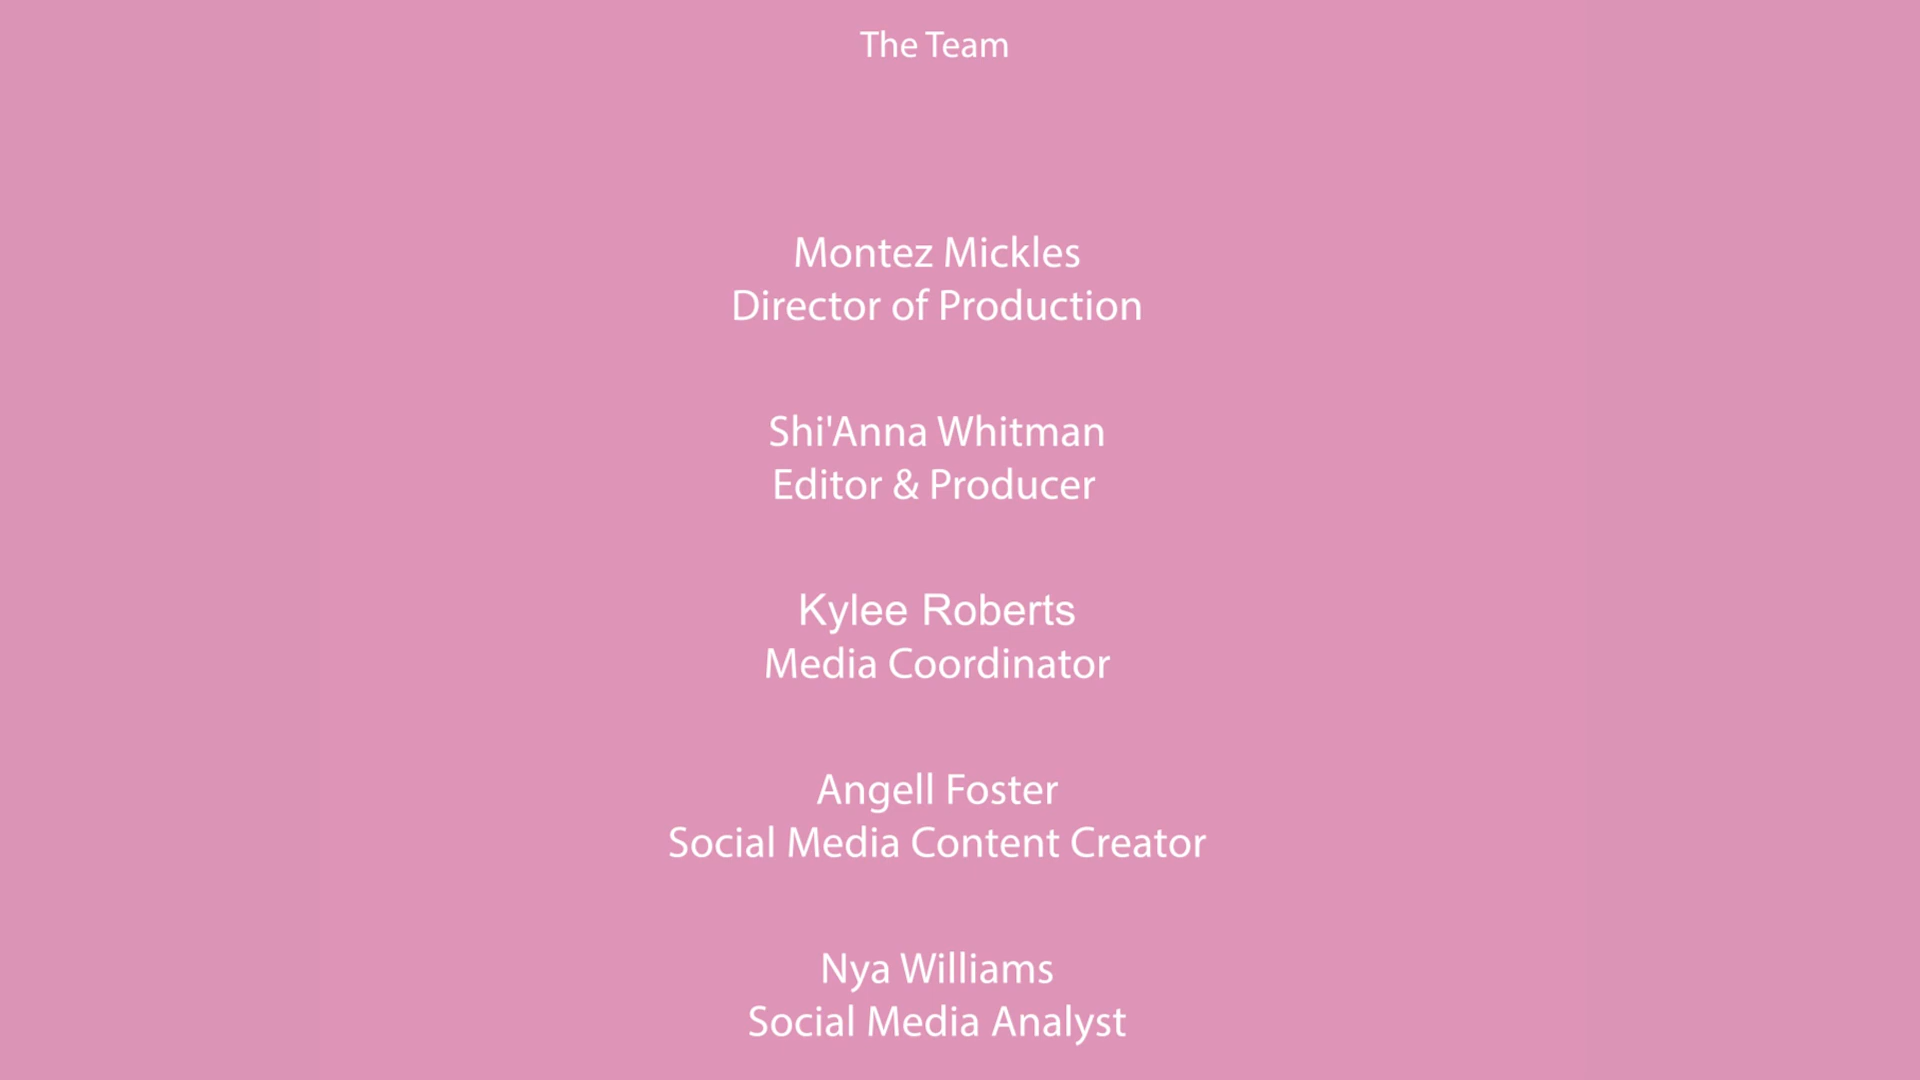 The Team
Montez Mickles
Director of Production
Shi'Anna Whitman
Editor & Producer
Kylee Roberts
Media Coordinator
Angell Foster
Social Media Content Creator
Nya Williams
Social Media Analyst